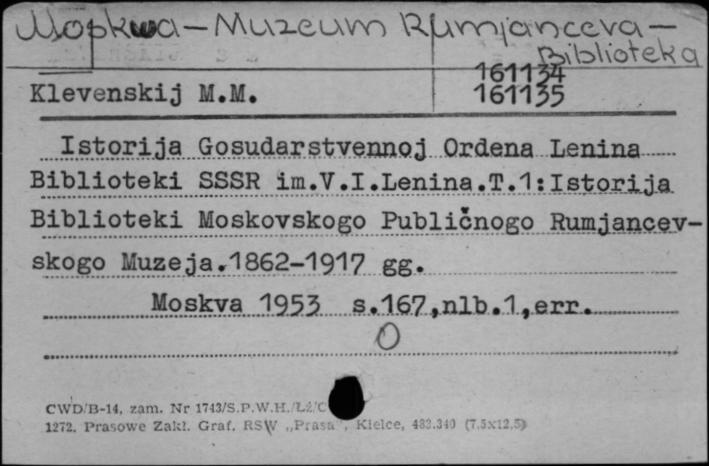 Moskwa - Muzeum Rumjanceva -
Biblioteka
161134
Klevenskij M.M. 161135
Istorija Gosudarstvennoj Ordena Lenina
Biblioteki SSSR im.V.I.Lenina.T.1:Istorija
Biblioteki Moskovskogo Publičnogo Rumjancev-
skogo Muzeja.1862-1917 gg.
Moskva 1953 s.167,nlb.1,err.
O
CWD/B-14, zam. Nr 1743/S.P.W.H./Łź/C
1272. Prasowe Zakł. Graf. RSW „Prasa", Kielce, 483.340 (7,5x12,5)